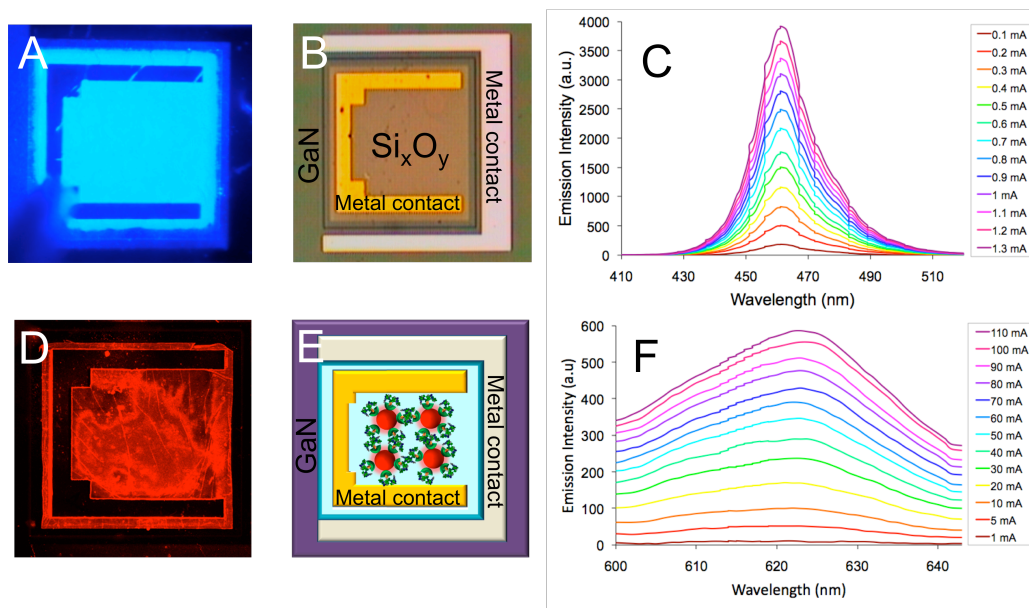 A
B
GaN
SixOy
Metal contact
Metal contact
C
Emission Intensity (a.u.)
4000
3500
3000
2500
2000
1500
1000
500
0
410
430
450
470
490
510
Wavelength (nm)
0.1 mA
0.2 mA
0.3 mA
0.4 mA
0.5 mA
0.6 mA
0.7 mA
0.8 mA
0.9 mA
1 mA
1.1 mA
1.2 mA
1.3 mA
D
E
GaN
Metal contact
Metal contact
F
Emission Intensity (a.u)
600
500
400
300
200
100
0
600
610
620
630
640
Wavelength (nm)
110 mA
100 mA
90 mA
80 mA
70 mA
60 mA
50 mA
40 mA
30 mA
20 mA
10 mA
5 mA
1 mA